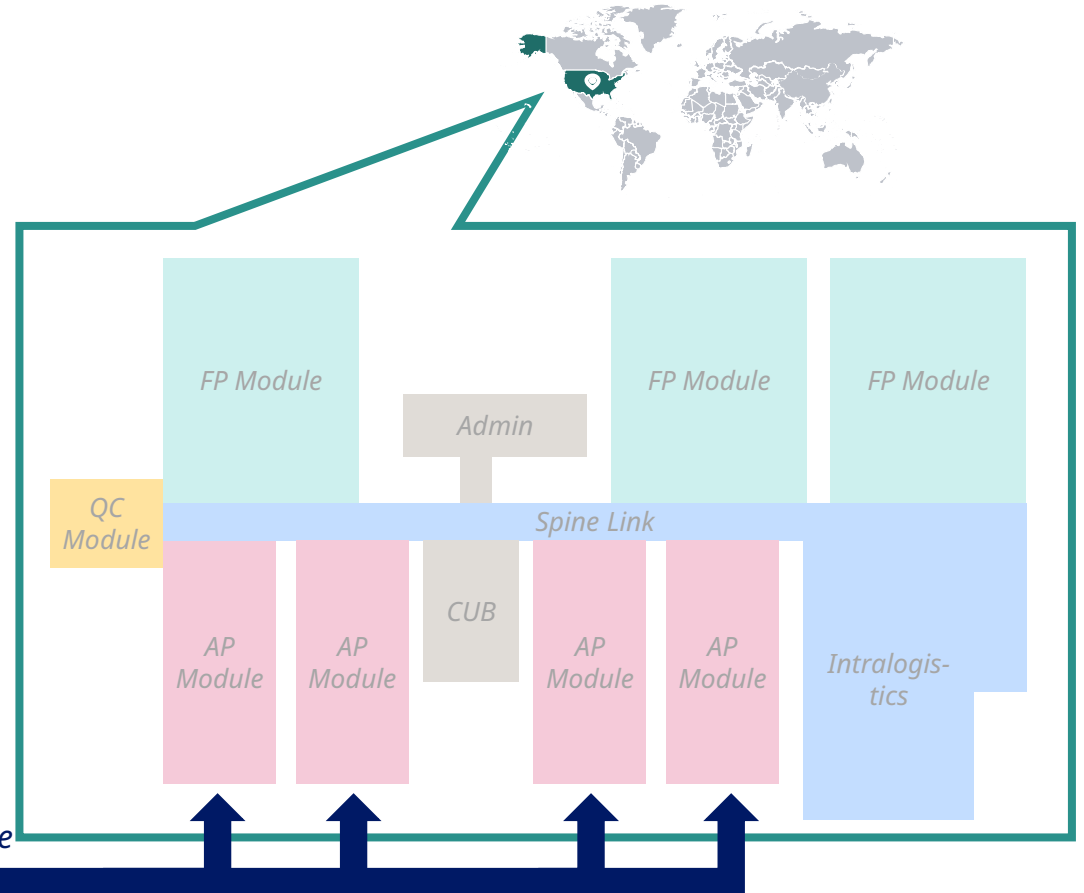 FP Module
FP Module
FP Module
Admin
QC
Module
Spine Link
CUB
AP
Module
AP
Module
AP
Module
AP
Module
Intralogis-
tics
e